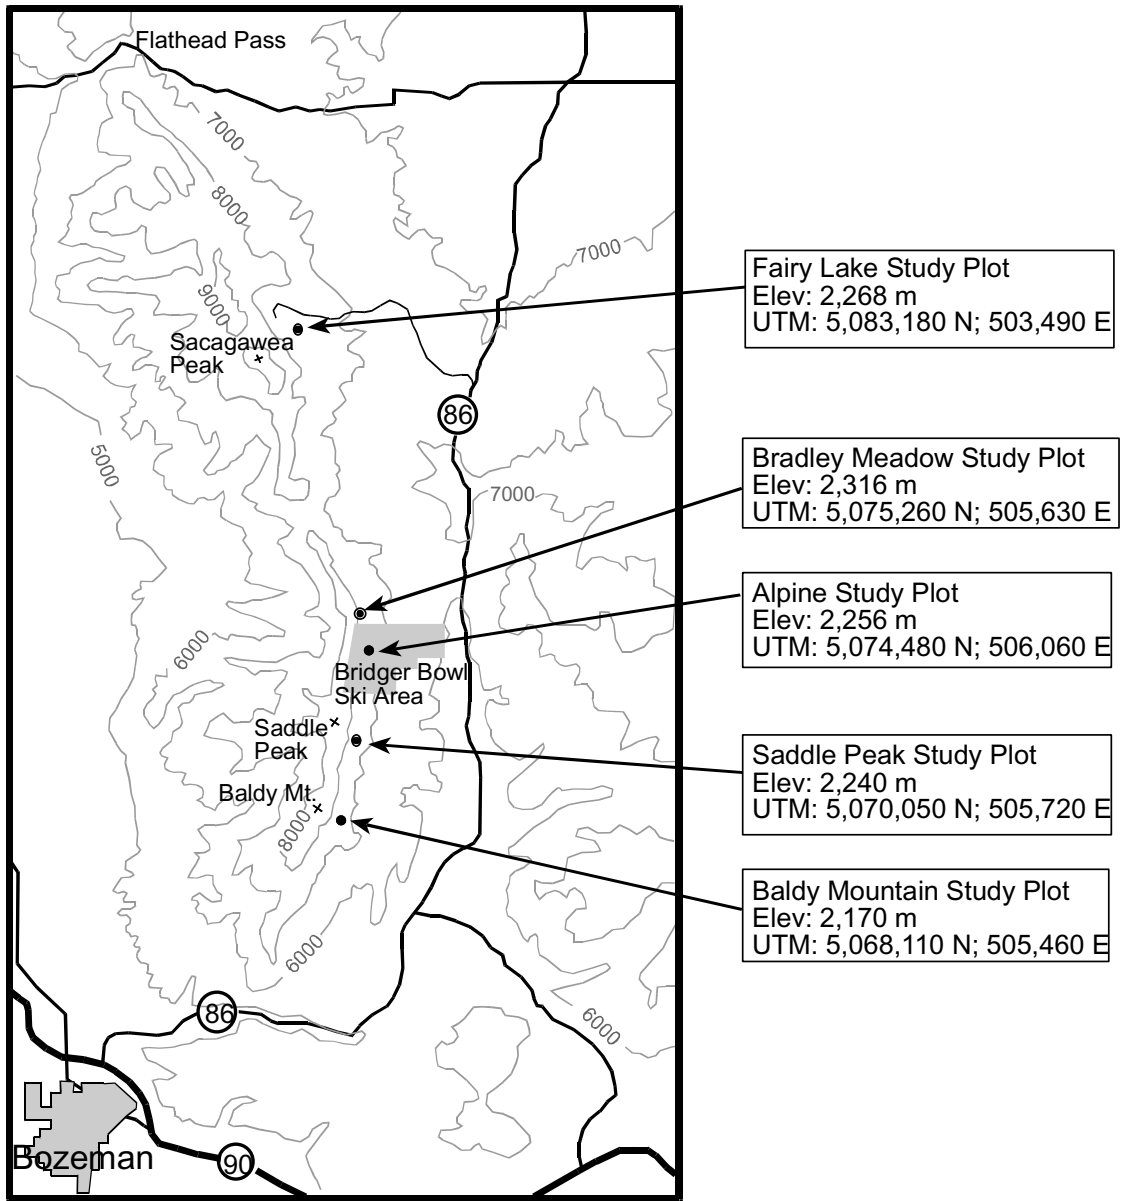 Flathead Pass
7000
8000
7000
9000
Fairy Lake Study Plot
Elev: 2,268 m
UTM: 5,083,180 N; 503,490 E
Sacagawea
Peak
86
5000
Bradley Meadow Study Plot
Elev: 2,316 m
UTM: 5,075,260 N; 505,630 E
7000
Alpine Study Plot
Elev: 2,256 m
UTM: 5,074,480 N; 506,060 E
6000
Bridger Bowl
Ski Area
Saddle
Peak
Saddle Peak Study Plot
Elev: 2,240 m
UTM: 5,070,050 N; 505,720 E
Baldy Mt.
8000
Baldy Mountain Study Plot
Elev: 2,170 m
UTM: 5,068,110 N; 505,460 E
6000
86
6000
Bozeman
90